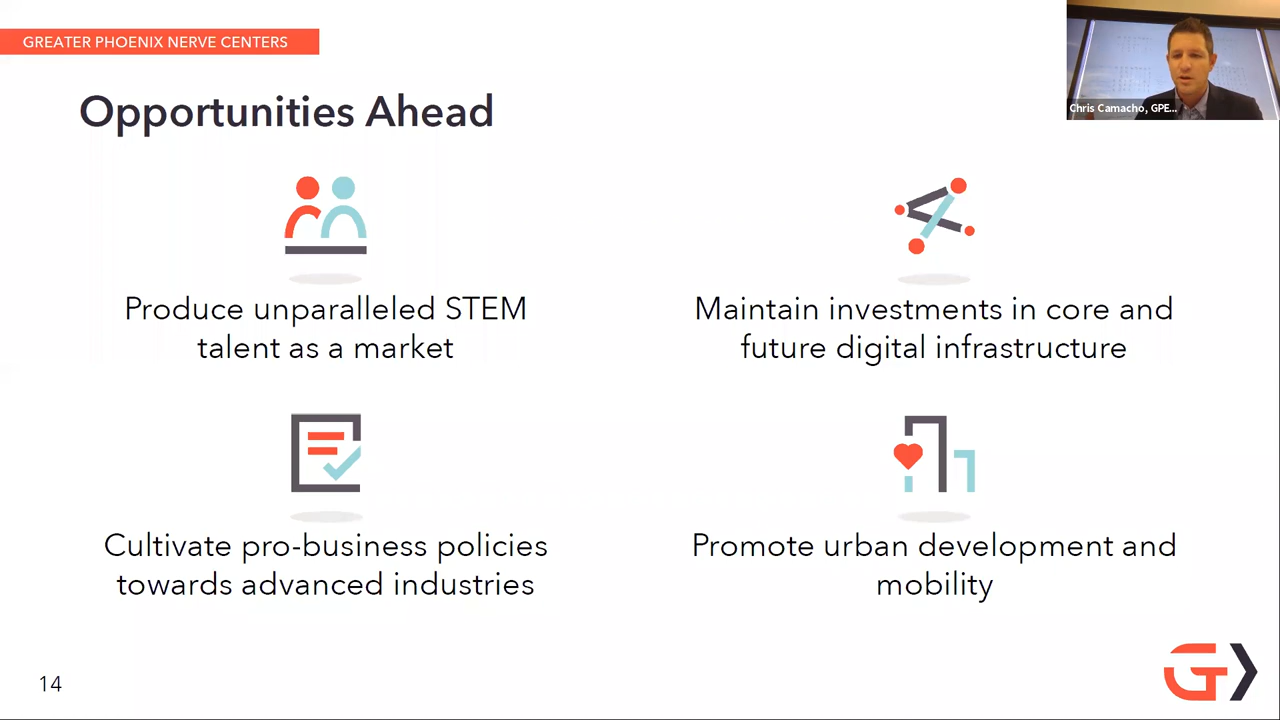 GREATER PHOENIX NERVE CENTERS
Chris Camacho, GPE...
Opportunities Ahead
Produce unparalleled STEM
talent as a market
Maintain investments in core and
future digital infrastructure
Cultivate pro-business policies
towards advanced industries
Promote urban development and
mobility
14